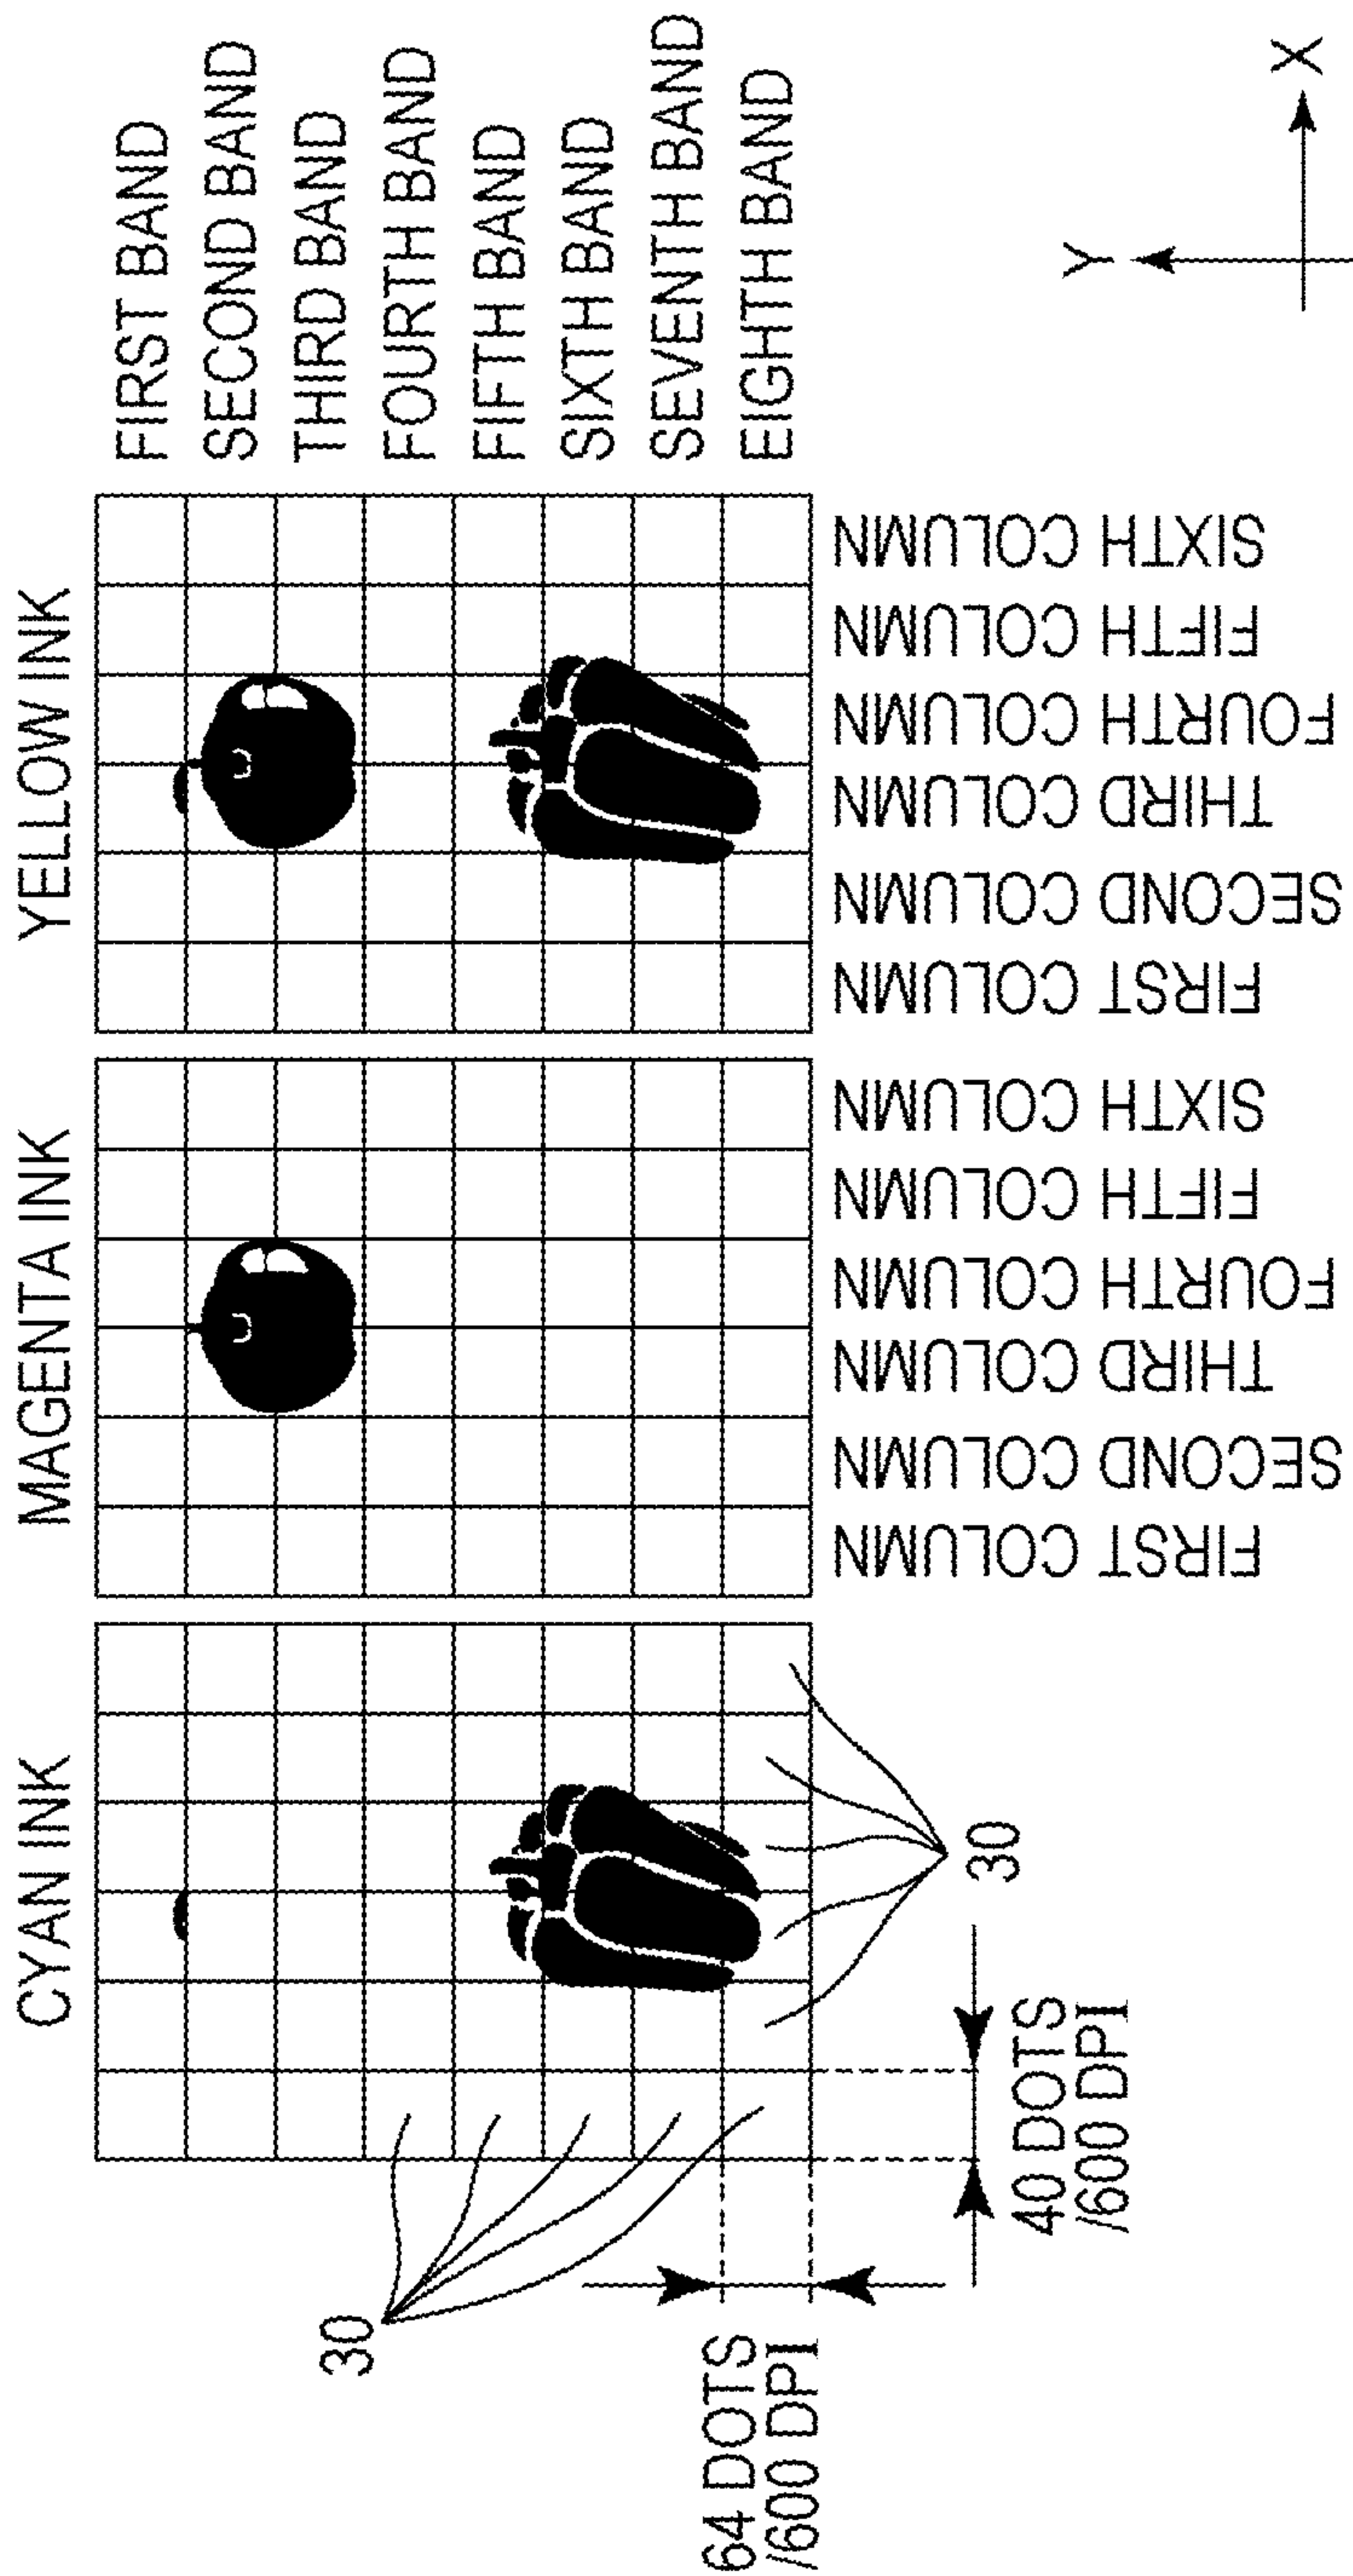 CYAN INK
MAGENTA INK
YELLOW INK
FIRST BAND
SECOND BAND
THIRD BAND
FOURTH BAND
FIFTH BAND
SIXTH BAND
SEVENTH BAND
EIGHTH BAND
30
64 DOTS
/600 DPI
40 DOTS
/600 DPI
30
FIRST COLUMN
SECOND COLUMN
THIRD COLUMN
FOURTH COLUMN
FIFTH COLUMN
SIXTH COLUMN
FIRST COLUMN
SECOND COLUMN
THIRD COLUMN
FOURTH COLUMN
FIFTH COLUMN
SIXTH COLUMN
Y
X